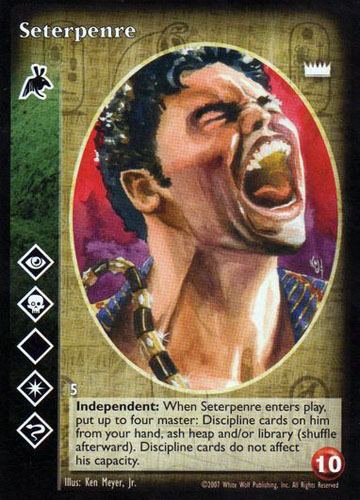 Seterpenre
5
Independent: When Seterpenre enters play,
put up to four master: Discipline cards on him
from your hand, ash heap and/or library (shuffle
afterward). Discipline cards do not affect
his capacity.
10
Illus: Ken Meyer, Jr.
©2007 White Wolf Publishing, Inc. All Rights Reserved